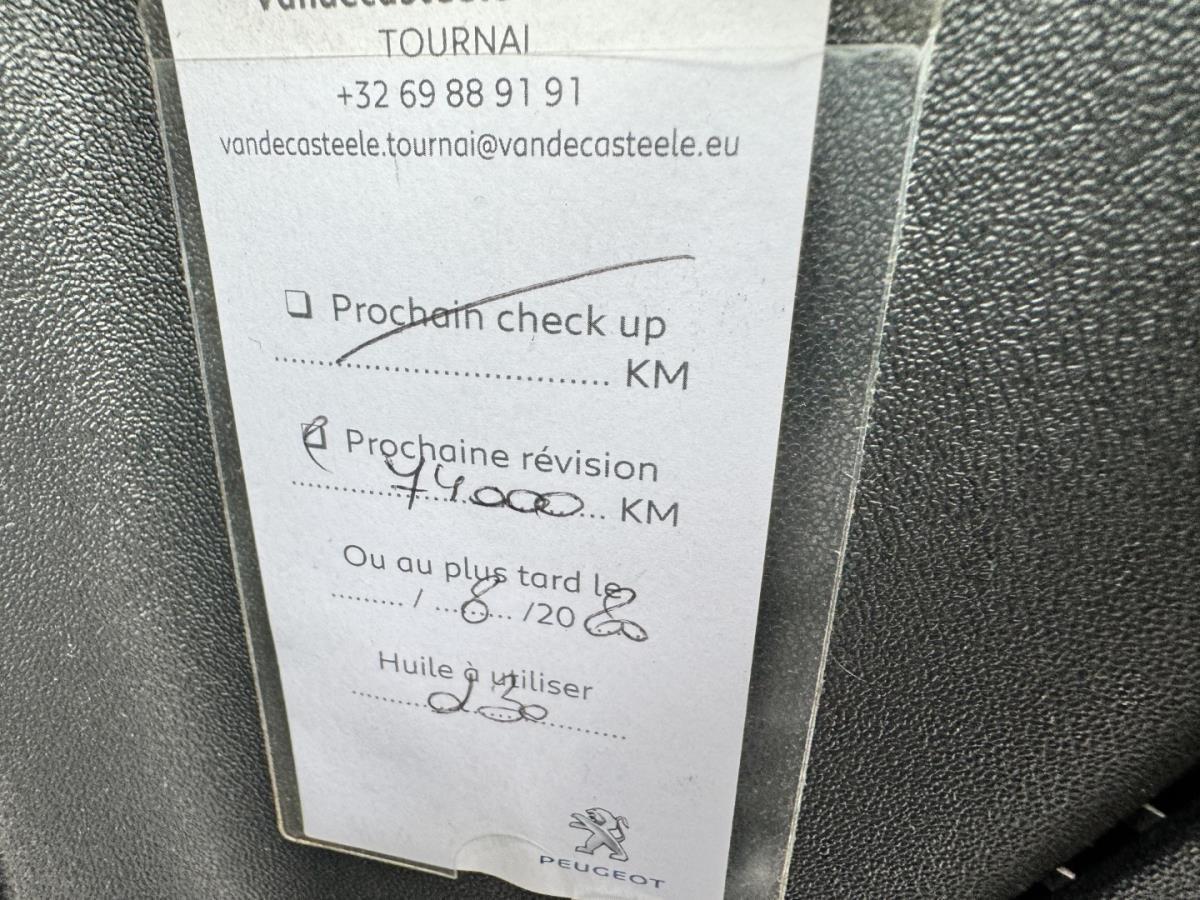 vandecasteele
TOURNAI
+32 69 88 91 91
vandecasteele.tournai@vandecasteele.eu
❑ Prochain check up
................................... KM
❑ Prochaine révision
74.000 KM
Ou au plus tard le
......... / ...8... /20
Huile à utiliser
PEUGEOT